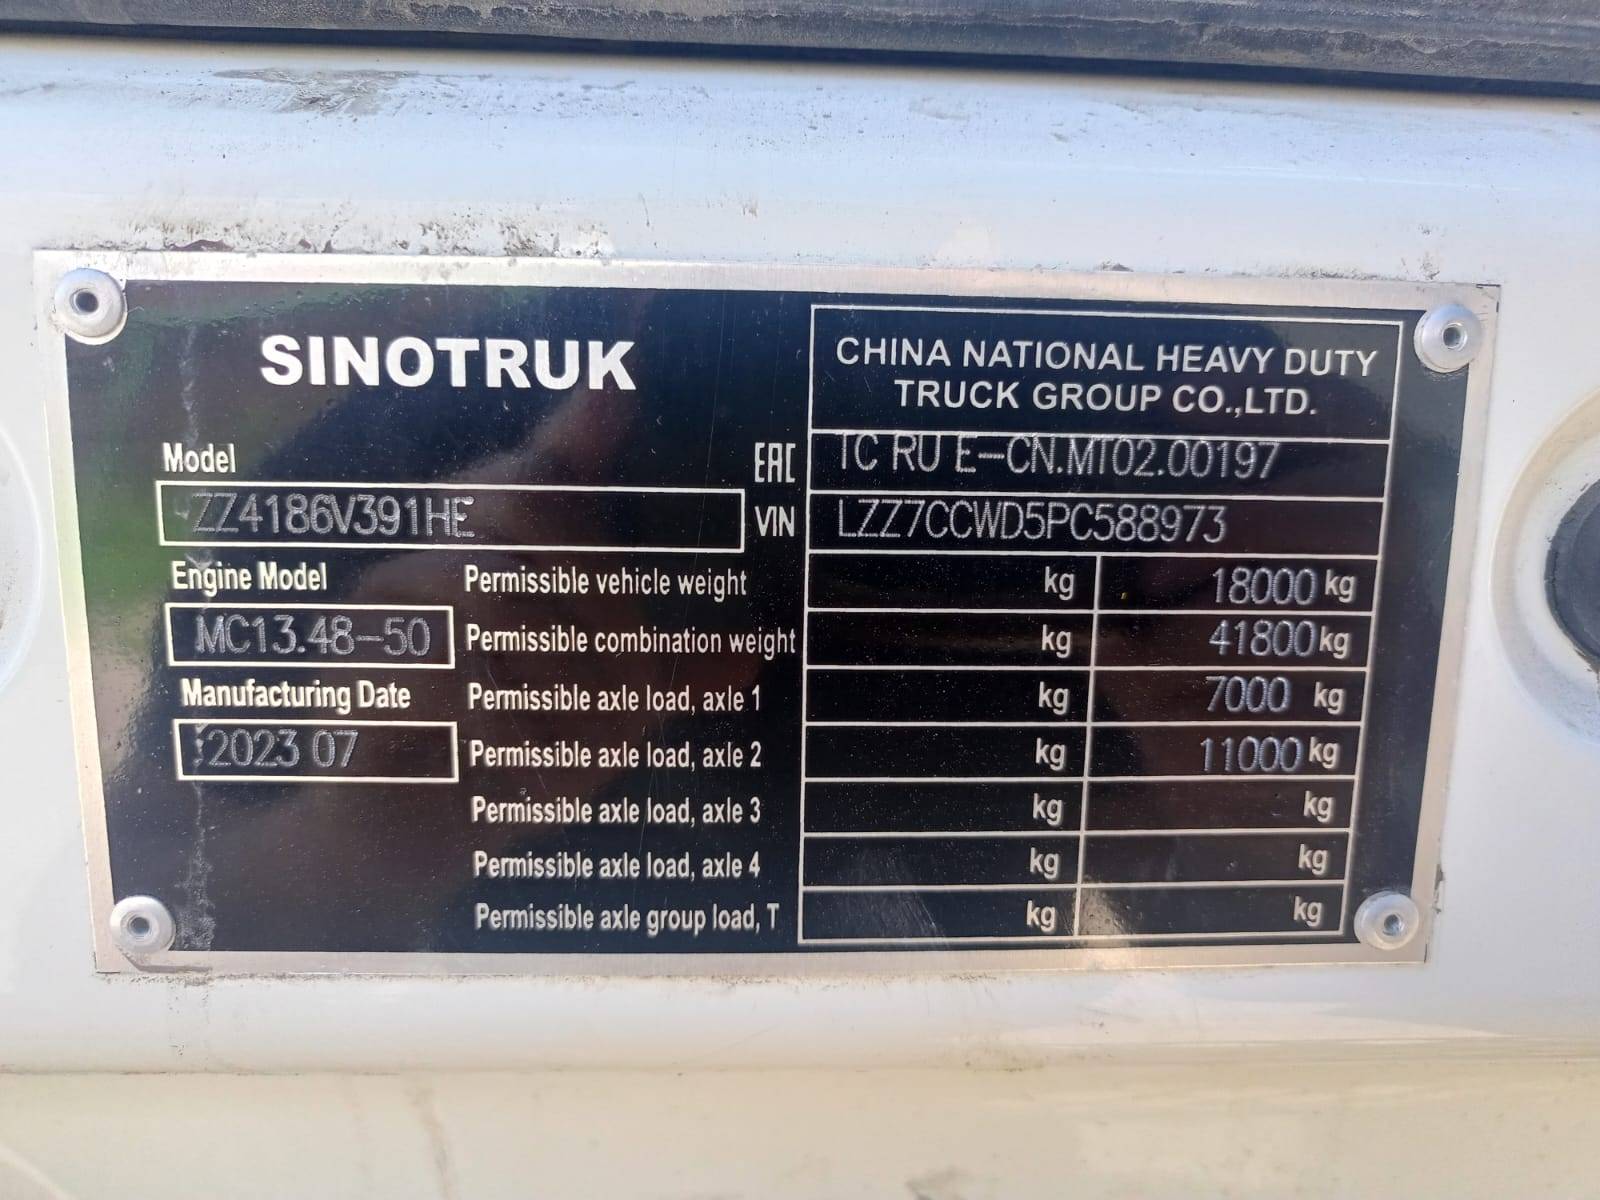 SINOTRUK
CHINA NATIONAL HEAVY DUTY
TRUCK GROUP CO.,LTD.
Model
EAC TC RU E-CN.MT02.00197
ZZ4186V391HE
VIN LZZ7CCWD5PC588973
Engine Model
Permissible vehicle weight kg 18000 kg
MC13.48-50
Permissible combination weight kg 41800 kg
Manufacturing Date
Permissible axle load, axle 1 kg 7000 kg
2023 07
Permissible axle load, axle 2 kg 11000 kg
Permissible axle load, axle 3 kg kg
Permissible axle load, axle 4 kg kg
Permissible axle group load, T kg kg